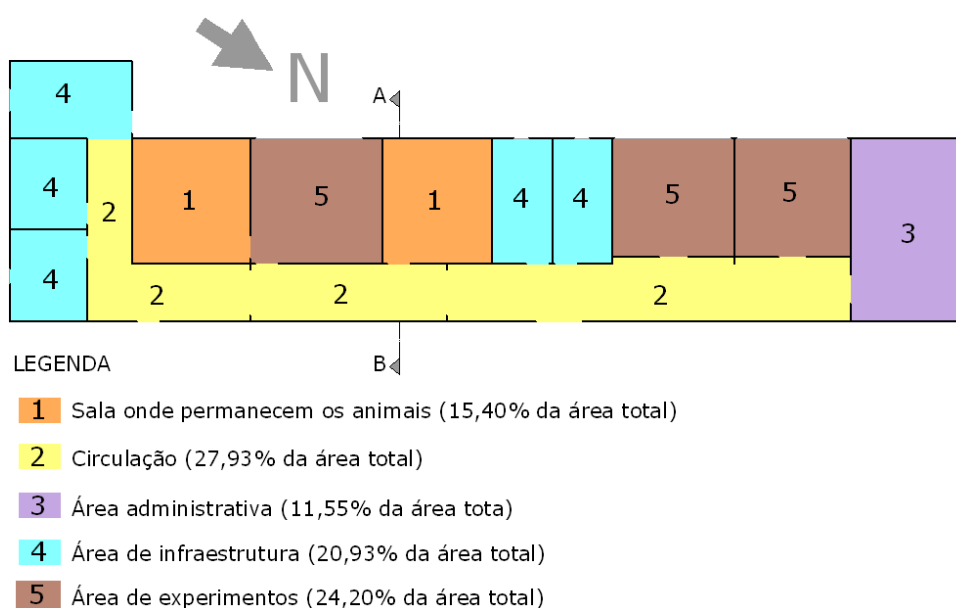 N
4
A
4
2
1
5
1
4
4
5
5
3
4
2
2
2
LEGENDA
B
1 Sala onde permanecem os animais (15,40% da área total)
2 Circulação (27,93% da área total)
3 Área administrativa (11,55% da área tota)
4 Área de infraestrutura (20,93% da área total)
5 Área de experimentos (24,20% da área total)